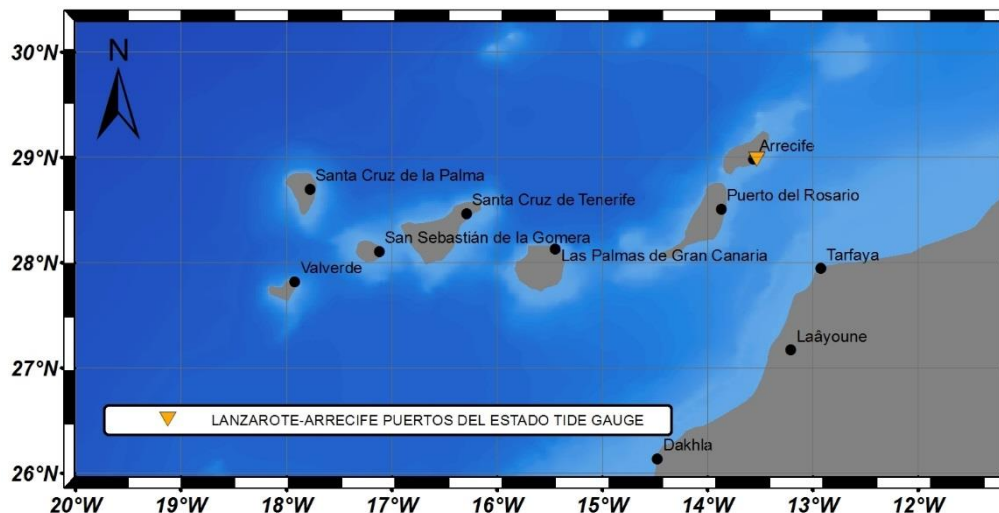 N
30°N
29°N
28°N
27°N
26°N
Arrecife
Santa Cruz de la Palma
Puerto del Rosario
Santa Cruz de Tenerife
San Sebastián de la Gomera
Las Palmas de Gran Canaria
Valverde
Tarfaya
Laâyoune
LANZAROTE-ARRECIFE PUERTOS DEL ESTADO TIDE GAUGE
Dakhla
20°W 19°W 18°W 17°W 16°W 15°W 14°W 13°W 12°W